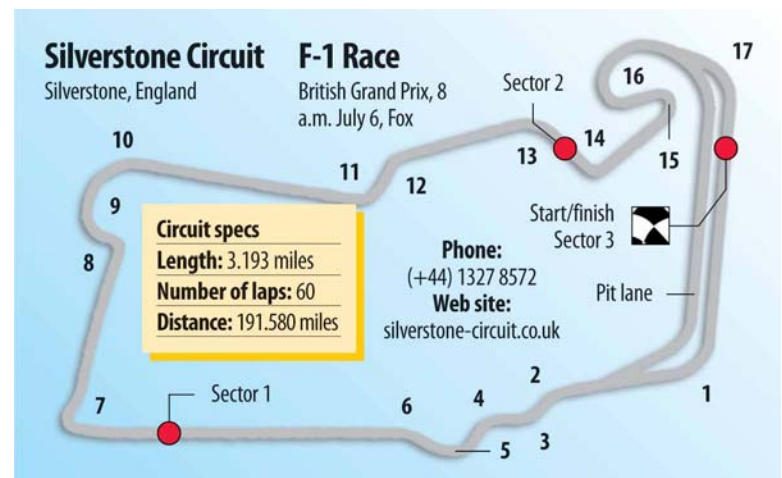 Silverstone Circuit
Silverstone, England
F-1 Race
British Grand Prix, 8
a.m. July 6, Fox
Sector 2
17
16
10
14
13
15
11
12
9
Start/finish
Sector 3
8
Circuit specs
Length: 3.193 miles
Number of laps: 60
Distance: 191.580 miles
Phone:
(+44) 1327 8572
Web site:
silverstone-circuit.co.uk
Pit lane
2
1
Sector 1
7
6
4
3
5